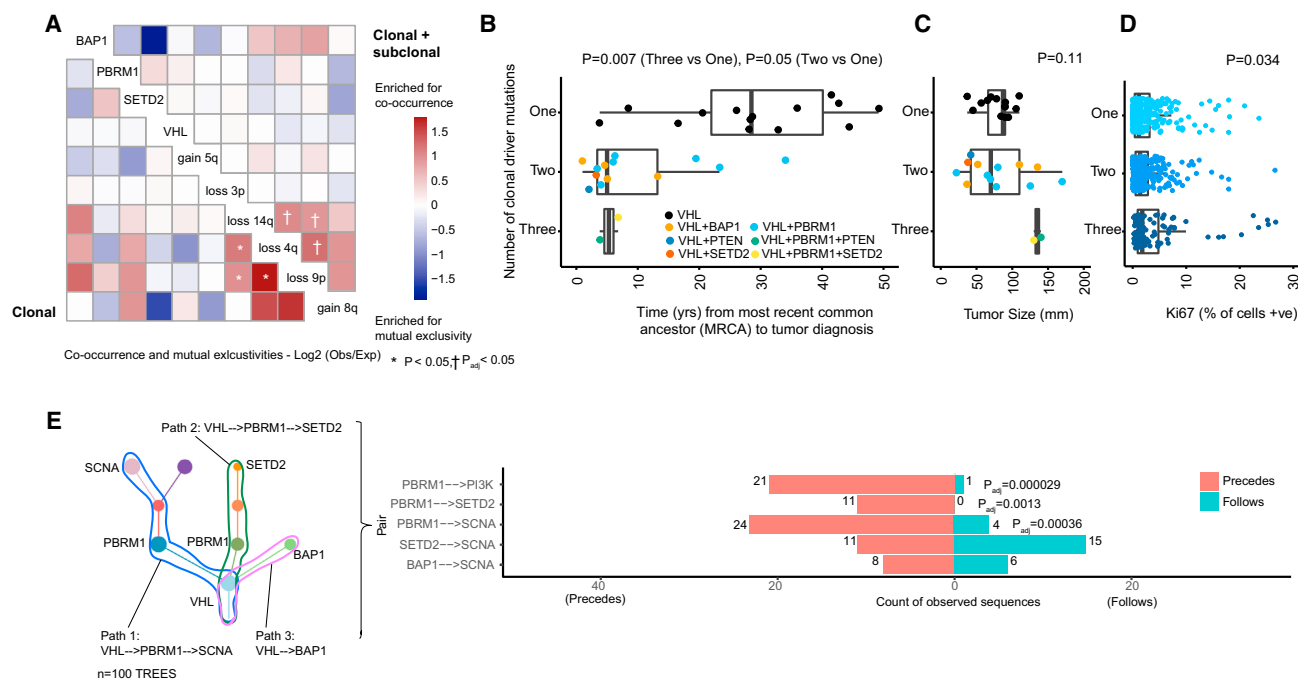 A
BAP1
PBRM1
SETD2
VHL
gain 5q
loss 3p
loss 14q
loss 4q
loss 9p
gain 8q
† †
* †
* *
Clonal +
subclonal
Clonal
Enriched for
co-occurrence
1.5
1
0.5
0
−0.5
−1
−1.5
Enriched for
mutual exclusivity
Co-occurrence and mutual exlcustivities - Log2 (Obs/Exp)
* P < 0.05, † Padj < 0.05
B
P=0.007 (Three vs One), P=0.05 (Two vs One)
Number of clonal driver mutations
One
Two
Three
VHL
VHL+BAP1
VHL+PTEN
VHL+SETD2
VHL+PBRM1
VHL+PBRM1+PTEN
VHL+PBRM1+SETD2
0 10 20 30 40 50
Time (yrs) from most recent common
ancestor (MRCA) to tumor diagnosis
C
P=0.11
One
Two
Three
0 50 100 200
Tumor Size (mm)
D
P=0.034
One
Two
Three
0 10 20 30
Ki67 (% of cells +ve)
E
Path 2: VHL-->PBRM1-->SETD2
SCNA
SETD2
PBRM1
PBRM1
BAP1
VHL
Path 1:
VHL-->PBRM1-->SCNA
Path 3:
VHL-->BAP1
n=100 TREES
Pair
PBRM1-->PI3K
PBRM1-->SETD2
PBRM1-->SCNA
SETD2-->SCNA
BAP1-->SCNA
21 1 Padj=0.000029
11 0 Padj=0.0013
24 4 Padj=0.00036
11 15
8 6
40 20 0 20
(Precedes) Count of observed sequences (Follows)
Precedes
Follows